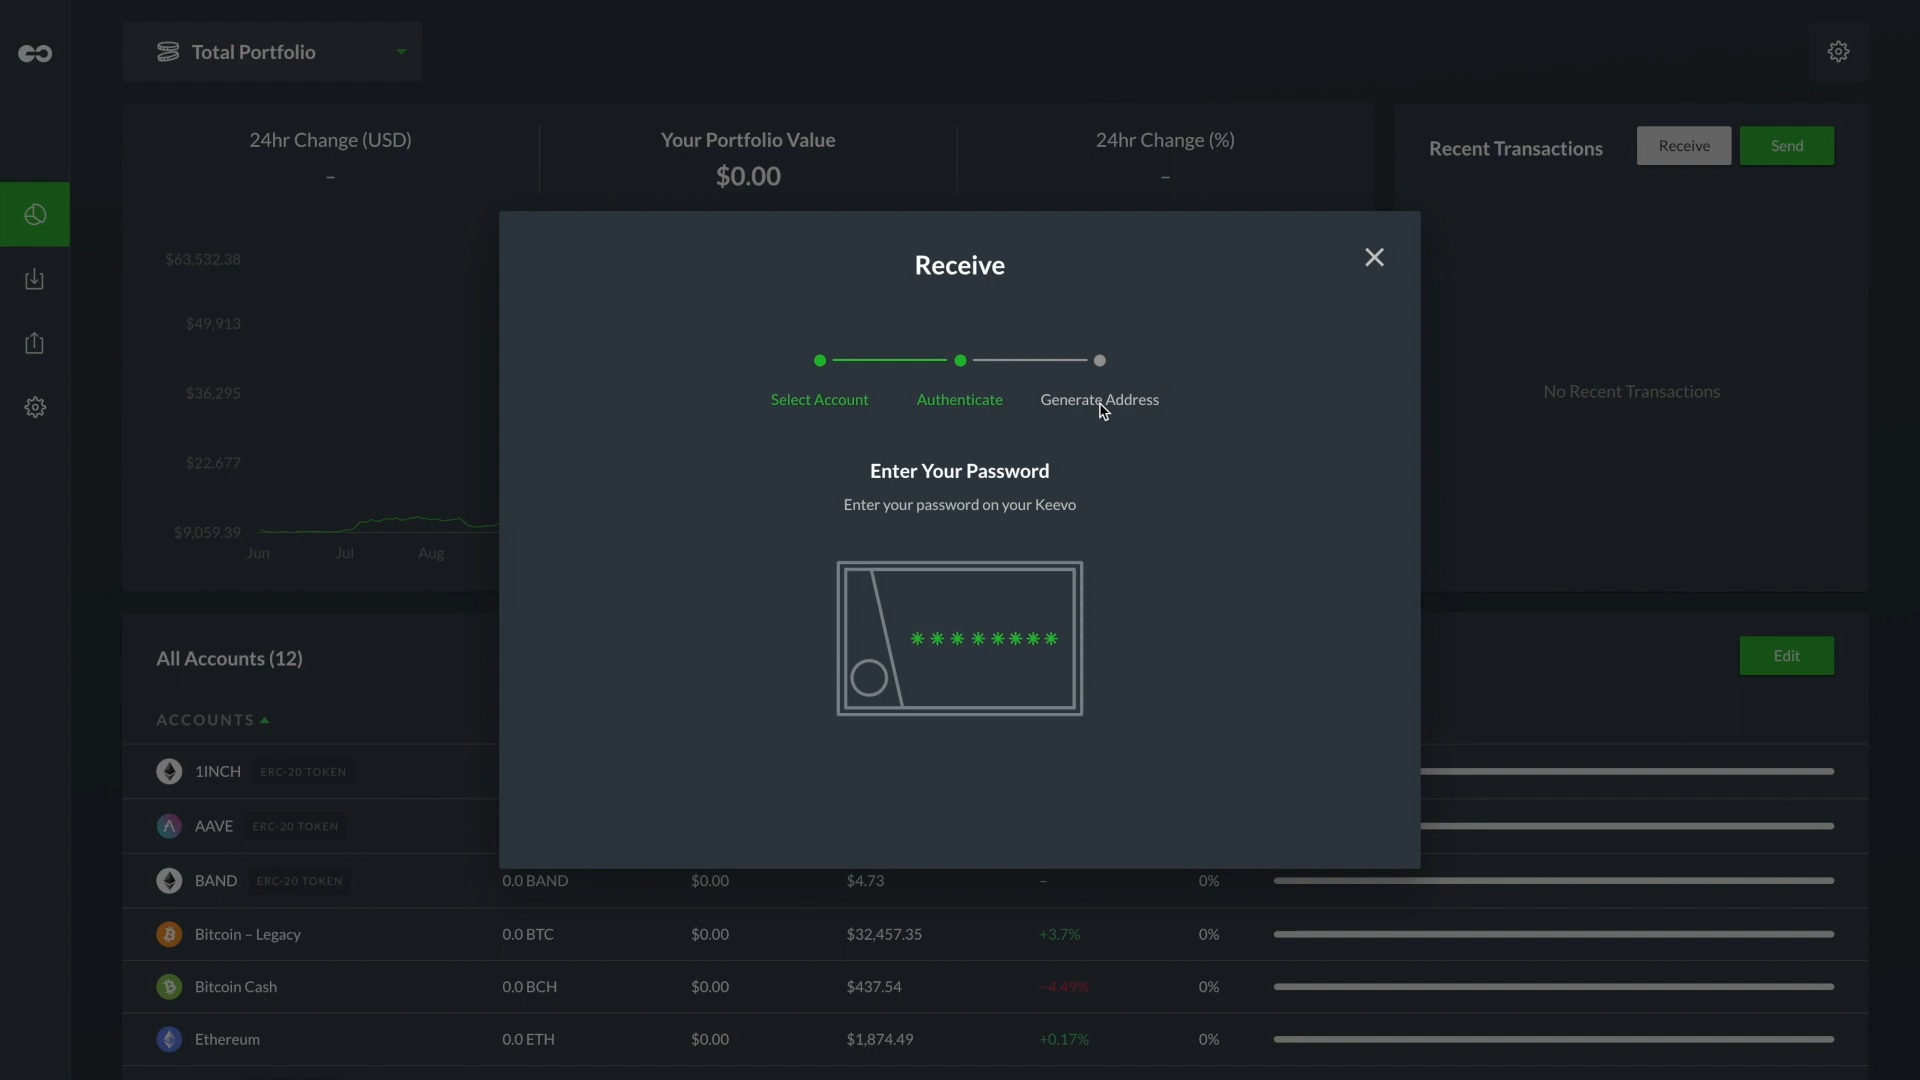 Total Portfolio
24hr Change (USD)
–
Your Portfolio Value
$0.00
24hr Change (%)
–
Recent Transactions
Receive
Send
$63,532.38
$49,913
$36,295
$22,677
$9,059.39
Jun
Jul
Aug
No Recent Transactions
Receive
Select Account
Authenticate
Generate Address
Enter Your Password
Enter your password on your Keevo
********
All Accounts (12)
Edit
ACCOUNTS
1INCH ERC-20 TOKEN
AAVE ERC-20 TOKEN
BAND ERC-20 TOKEN 0.0 BAND $0.00 $4.73 – 0%
Bitcoin – Legacy 0.0 BTC $0.00 $32,457.35 +3.7% 0%
Bitcoin Cash 0.0 BCH $0.00 $437.54 –4.49% 0%
Ethereum 0.0 ETH $0.00 $1,874.49 +0.17% 0%